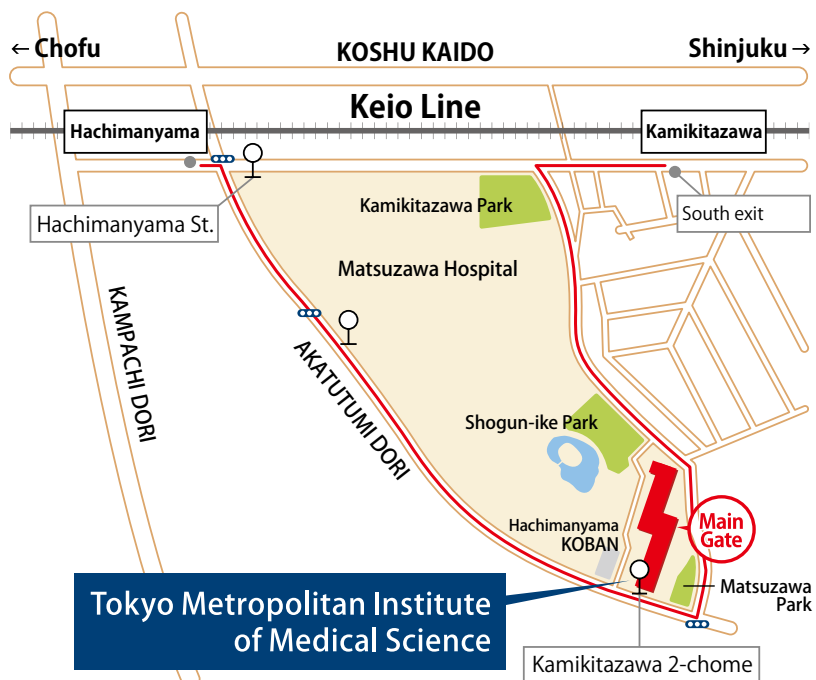 ← Chofu
KOSHU KAIDO
Shinjuku →
Keio Line
Hachimanyama
Kamikitazawa
Kamikitazawa Park
South exit
Hachimanyama St.
Matsuzawa Hospital
KAMPACHI DORI
AKATUTUMI DORI
Shogun-ike Park
Hachimanyama
KOBAN
Main
Gate
Tokyo Metropolitan Institute
of Medical Science
Matsuzawa
Park
Kamikitazawa 2-chome